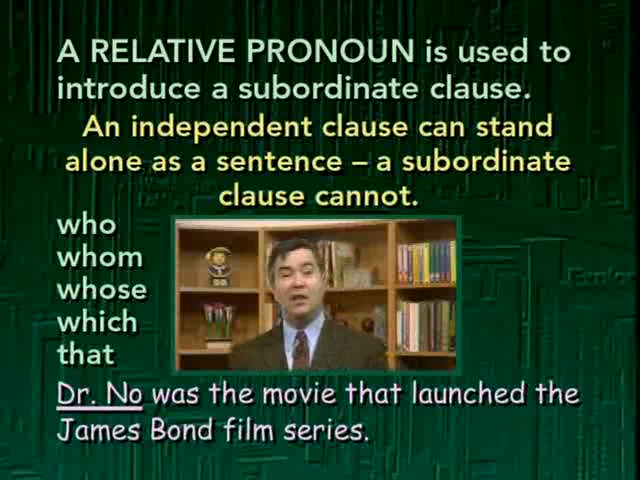 A RELATIVE PRONOUN is used to
introduce a subordinate clause.
An independent clause can stand
alone as a sentence – a subordinate
clause cannot.
who
whom
whose
which
that
Dr. No was the movie that launched the
James Bond film series.